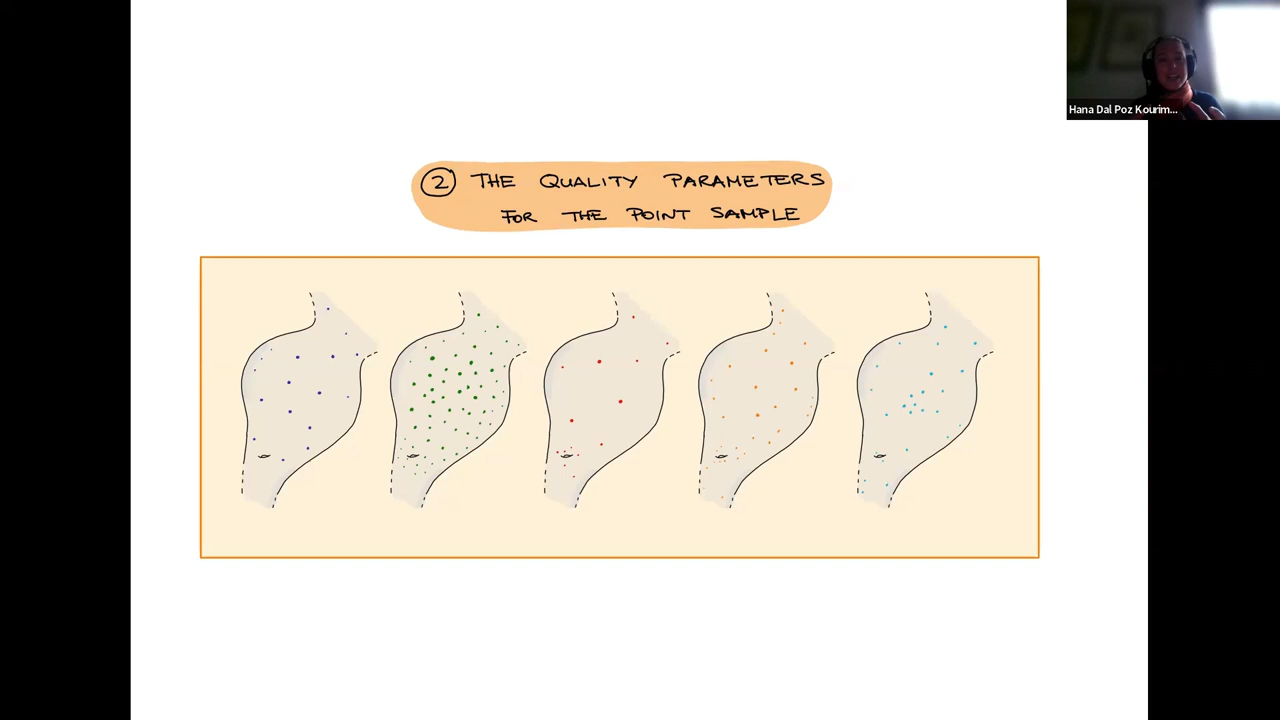 Hana Dal Poz Kourim...
2 THE QUALITY PARAMETERS
FOR THE POINT SAMPLE